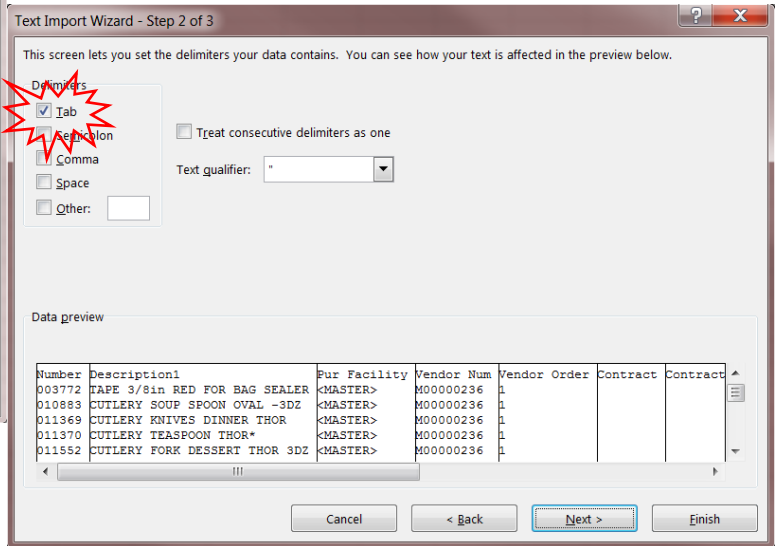 Text Import Wizard - Step 2 of 3
This screen lets you set the delimiters your data contains.  You can see how your text is affected in the preview below.
Delimiters
Tab
Semicolon
Treat consecutive delimiters as one
Comma
Text qualifier: "
Space
Other:
Data preview
Number Description1 Pur Facility Vendor Num Vendor Order Contract Contract
003772 TAPE 3/8in RED FOR BAG SEALER <MASTER> M00000236 1
010883 CUTLERY SOUP SPOON OVAL -3DZ <MASTER> M00000236 1
011369 CUTLERY KNIVES DINNER THOR <MASTER> M00000236 1
011370 CUTLERY TEASPOON THOR* <MASTER> M00000236 1
011552 CUTLERY FORK DESSERT THOR 3DZ <MASTER> M00000236 1
Cancel < Back Next > Finish